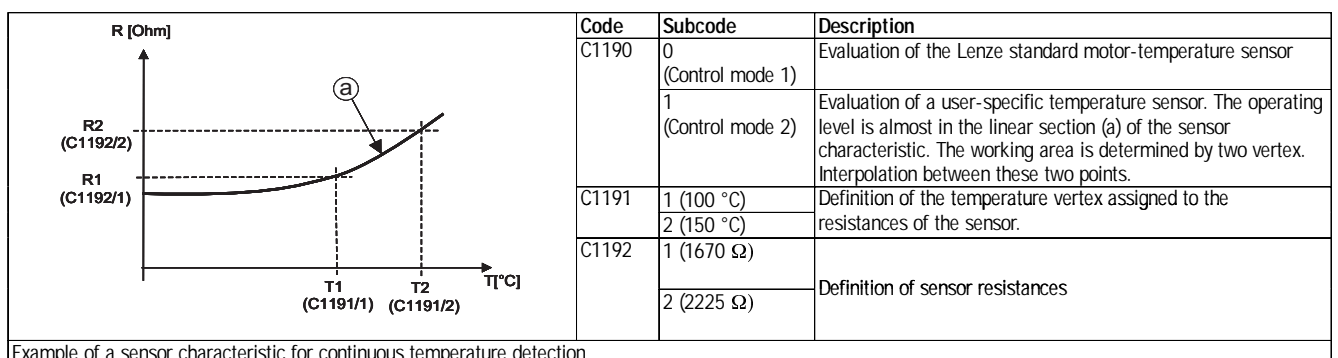 R [Ohm]
a
R2
(C1192/2)
R1
(C1192/1)
T1
(C1191/1)
T2
(C1191/2)
T[°C]
Code Subcode Description
C1190 0 Evaluation of the Lenze standard motor-temperature sensor
(Control mode 1)
1 Evaluation of a user-specific temperature sensor. The operating
(Control mode 2) level is almost in the linear section (a) of the sensor
characteristic. The working area is determined by two vertex.
Interpolation between these two points.
C1191 1 (100 °C) Definition of the temperature vertex assigned to the
2 (150 °C) resistances of the sensor.
C1192 1 (1670 Ω)
Definition of sensor resistances
2 (2225 Ω)
Example of a sensor characteristic for continuous temperature detection